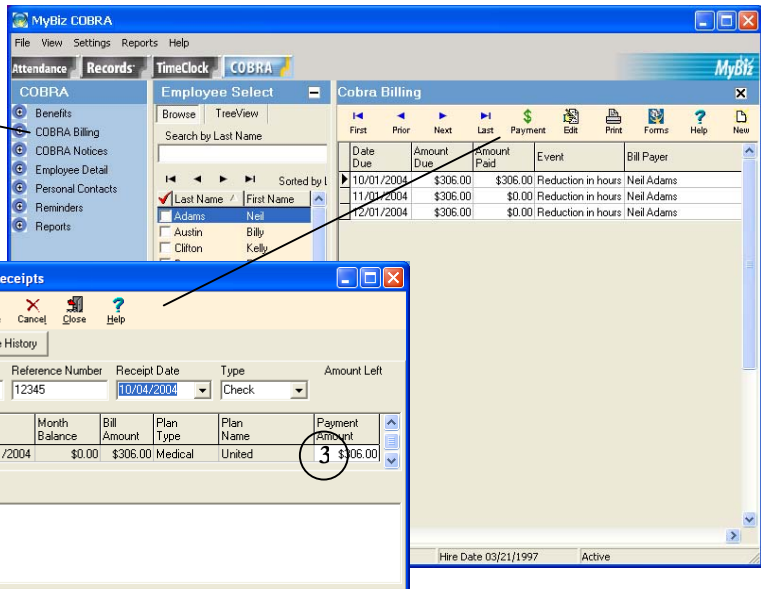 MyBiz COBRA
File View Settings Reports Help
Attendance Records TimeClock COBRA MyBiz
COBRA
Benefits
COBRA Billing
COBRA Notices
Employee Detail
Personal Contacts
Reminders
Reports
Employee Select
Browse TreeView
Search by Last Name
Sorted by L
Last Name / First Name
Adams Neil
Austin Billy
Clifton Kelly
Cobra Billing
First Prior Next Last Payment Edit Print Forms Help New
Date Due Amount Due Amount Paid Event Bill Payer
10/01/2004 $306.00 $306.00 Reduction in hours Neil Adams
11/01/2004 $306.00 $0.00 Reduction in hours Neil Adams
12/01/2004 $306.00 $0.00 Reduction in hours Neil Adams
eceipts
Cancel Close Help
History
Reference Number Receipt Date Type Amount Left
12345 10/04/2004 Check
Month Balance Bill Amount Plan Type Plan Name Payment Amount
/2004 $0.00 $306.00 Medical United 3 $306.00
Hire Date 03/21/1997 Active